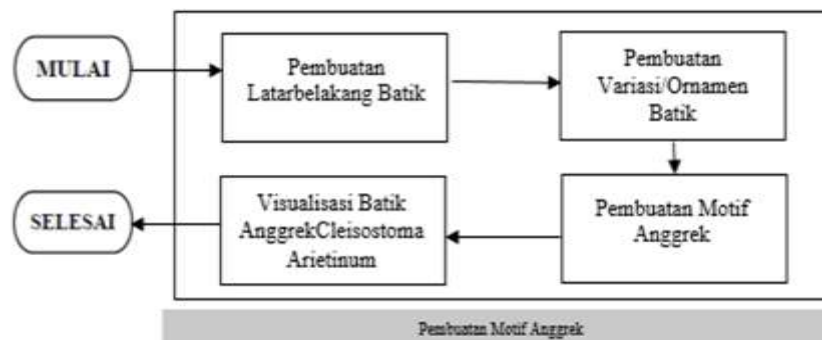 MULAI
Pembuatan
Latarbelakang Batik
Pembuatan
Variasi/Ornamen
Batik
Pembuatan Motif
Anggrek
Visualisasi Batik
AnggrekCleisostoma
Arietinum
SELESAI
Pembuatan Motif Anggrek